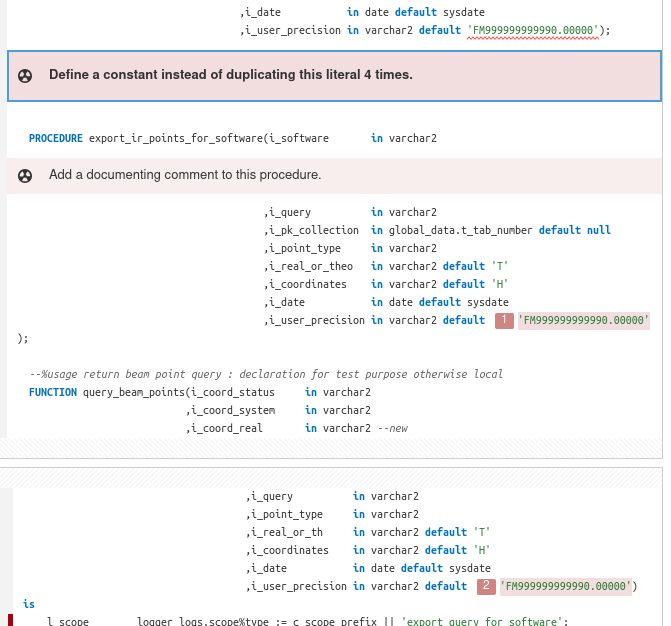 ,i_date in date default sysdate
,i_user_precision in varchar2 default 'FM999999999990.00000');
Define a constant instead of duplicating this literal 4 times.
PROCEDURE export_ir_points_for_software(i_software in varchar2
Add a documenting comment to this procedure.
,i_query in varchar2
,i_pk_collection in global_data.t_tab_number default null
,i_point_type in varchar2
,i_real_or_theo in varchar2 default 'T'
,i_coordinates in varchar2 default 'H'
,i_date in date default sysdate
,i_user_precision in varchar2 default 1 'FM999999999990.00000'
);
--%usage return beam point query : declaration for test purpose otherwise local
FUNCTION query_beam_points(i_coord_status in varchar2
,i_coord_system in varchar2
,i_coord_real in varchar2 --new
,i_query in varchar2
,i_point_type in varchar2
,i_real_or_th in varchar2 default 'T'
,i_coordinates in varchar2 default 'H'
,i_date in date default sysdate
,i_user_precision in varchar2 default 2 'FM999999999990.00000')
is
l_scope logger_logs.scope%type := c_scope_prefix || 'export_query_for_software';